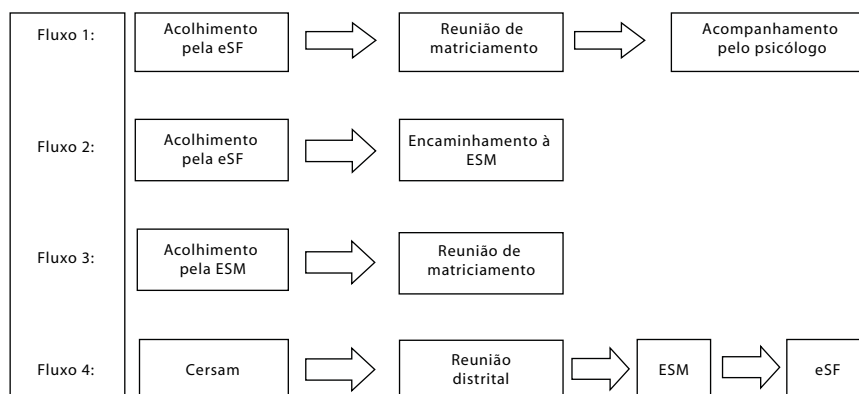 Fluxo 1:
Acolhimento
pela eSF
Reunião de
matriciamento
Acompanhamento
pelo psicólogo
Fluxo 2:
Acolhimento
pela eSF
Encaminhamento à
ESM
Fluxo 3:
Acolhimento
pela ESM
Reunião de
matriciamento
Fluxo 4:
Cersam
Reunião
distrital
ESM
eSF